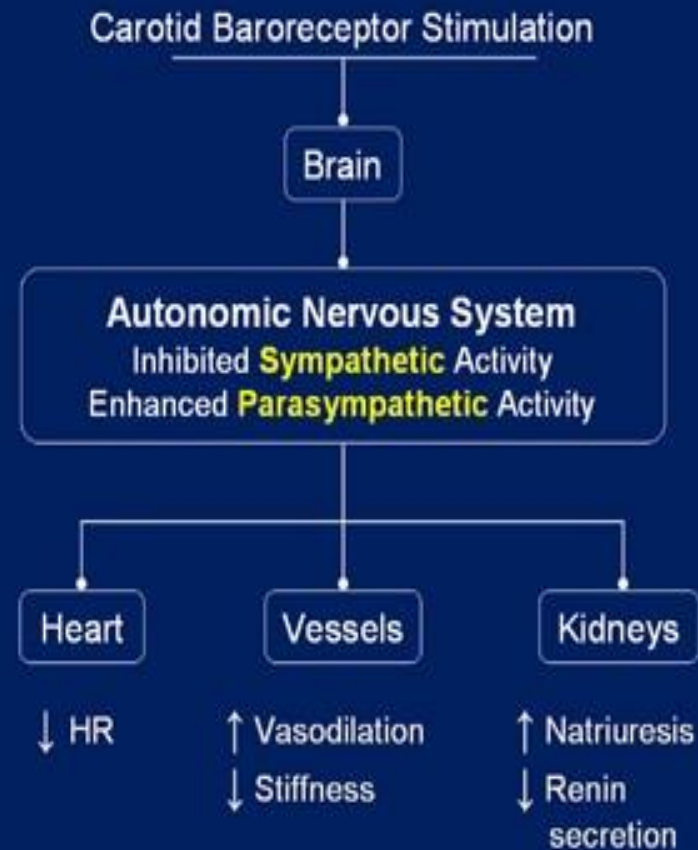 Carotid Baroreceptor Stimulation
Brain
Autonomic Nervous System
Inhibited Sympathetic Activity
Enhanced Parasympathetic Activity
Heart
↓ HR
Vessels
↑ Vasodilation
↓ Stiffness
Kidneys
↑ Natriuresis
↓ Renin
secretion